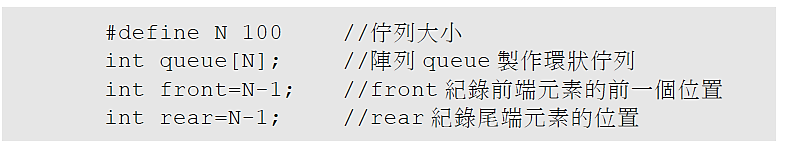 #define N 100    //佇列大小
int queue[N];    //陣列 queue 製作環狀佇列
int front=N-1;   //front 紀錄前端元素的前一個位置
int rear=N-1;    //rear 紀錄尾端元素的位置